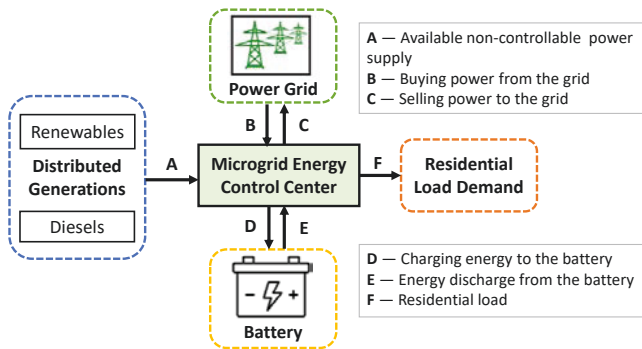 Power Grid
A — Available non-controllable power
supply
B — Buying power from the grid
C — Selling power to the grid
B
C
Renewables
Distributed
Generations
Diesels
A
Microgrid Energy
Control Center
F
Residential
Load Demand
D
E
− +
Battery
D — Charging energy to the battery
E — Energy discharge from the battery
F — Residential load